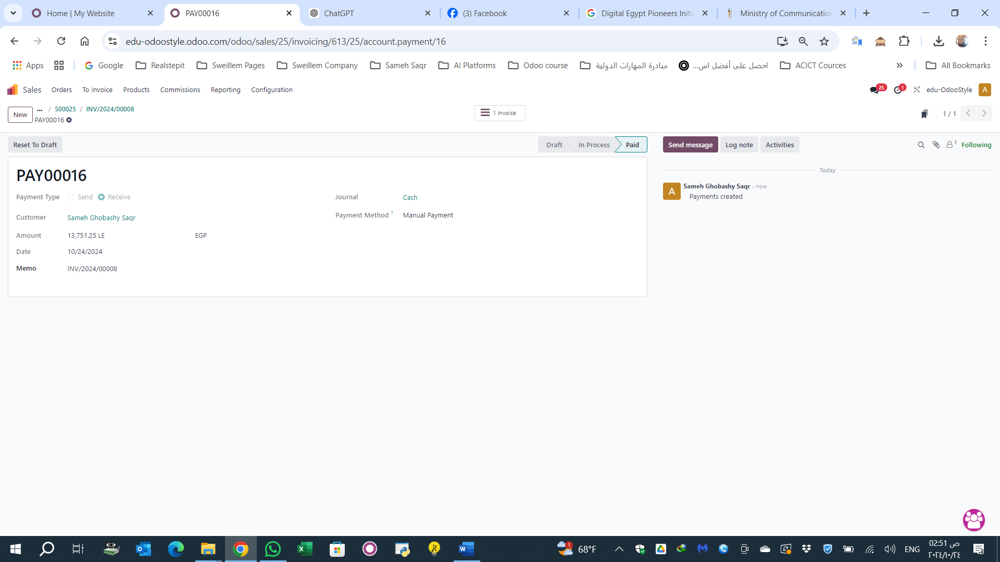 Home | My Website
PAY00016
ChatGPT
(3) Facebook
Digital Egypt Pioneers Initi
Ministry of Communication
edu-odoostyle.odoo.com/odoo/sales/25/invoicing/613/25/account.payment/16
Apps
Google
Realstepit
Sweillem Pages
Sweillem Company
Sameh Saqr
AI Platforms
Odoo course
مبادرة المهارات الدولية
احصل على أفضل اس...
ACICT Cources
All Bookmarks
Sales
Orders
To Invoice
Products
Commissions
Reporting
Configuration
25
1
edu-OdooStyle
A
New
... / S00025 / INV/2024/00008
PAY00016
1 Invoice
1 / 1
Reset To Draft
Draft
In Process
Paid
Send message
Log note
Activities
1
Following
PAY00016
Payment Type
Send
Receive
Customer
Sameh Ghobashy Saqr
Amount
13,751.25 LE
EGP
Date
10/24/2024
Memo
INV/2024/00008
Journal
Cash
Payment Method ?
Manual Payment
Today
A
Sameh Ghobashy Saqr - now
Payments created
1
68°F
ENG
02:51 ص
٢٠٢٤/١٠/٢٤